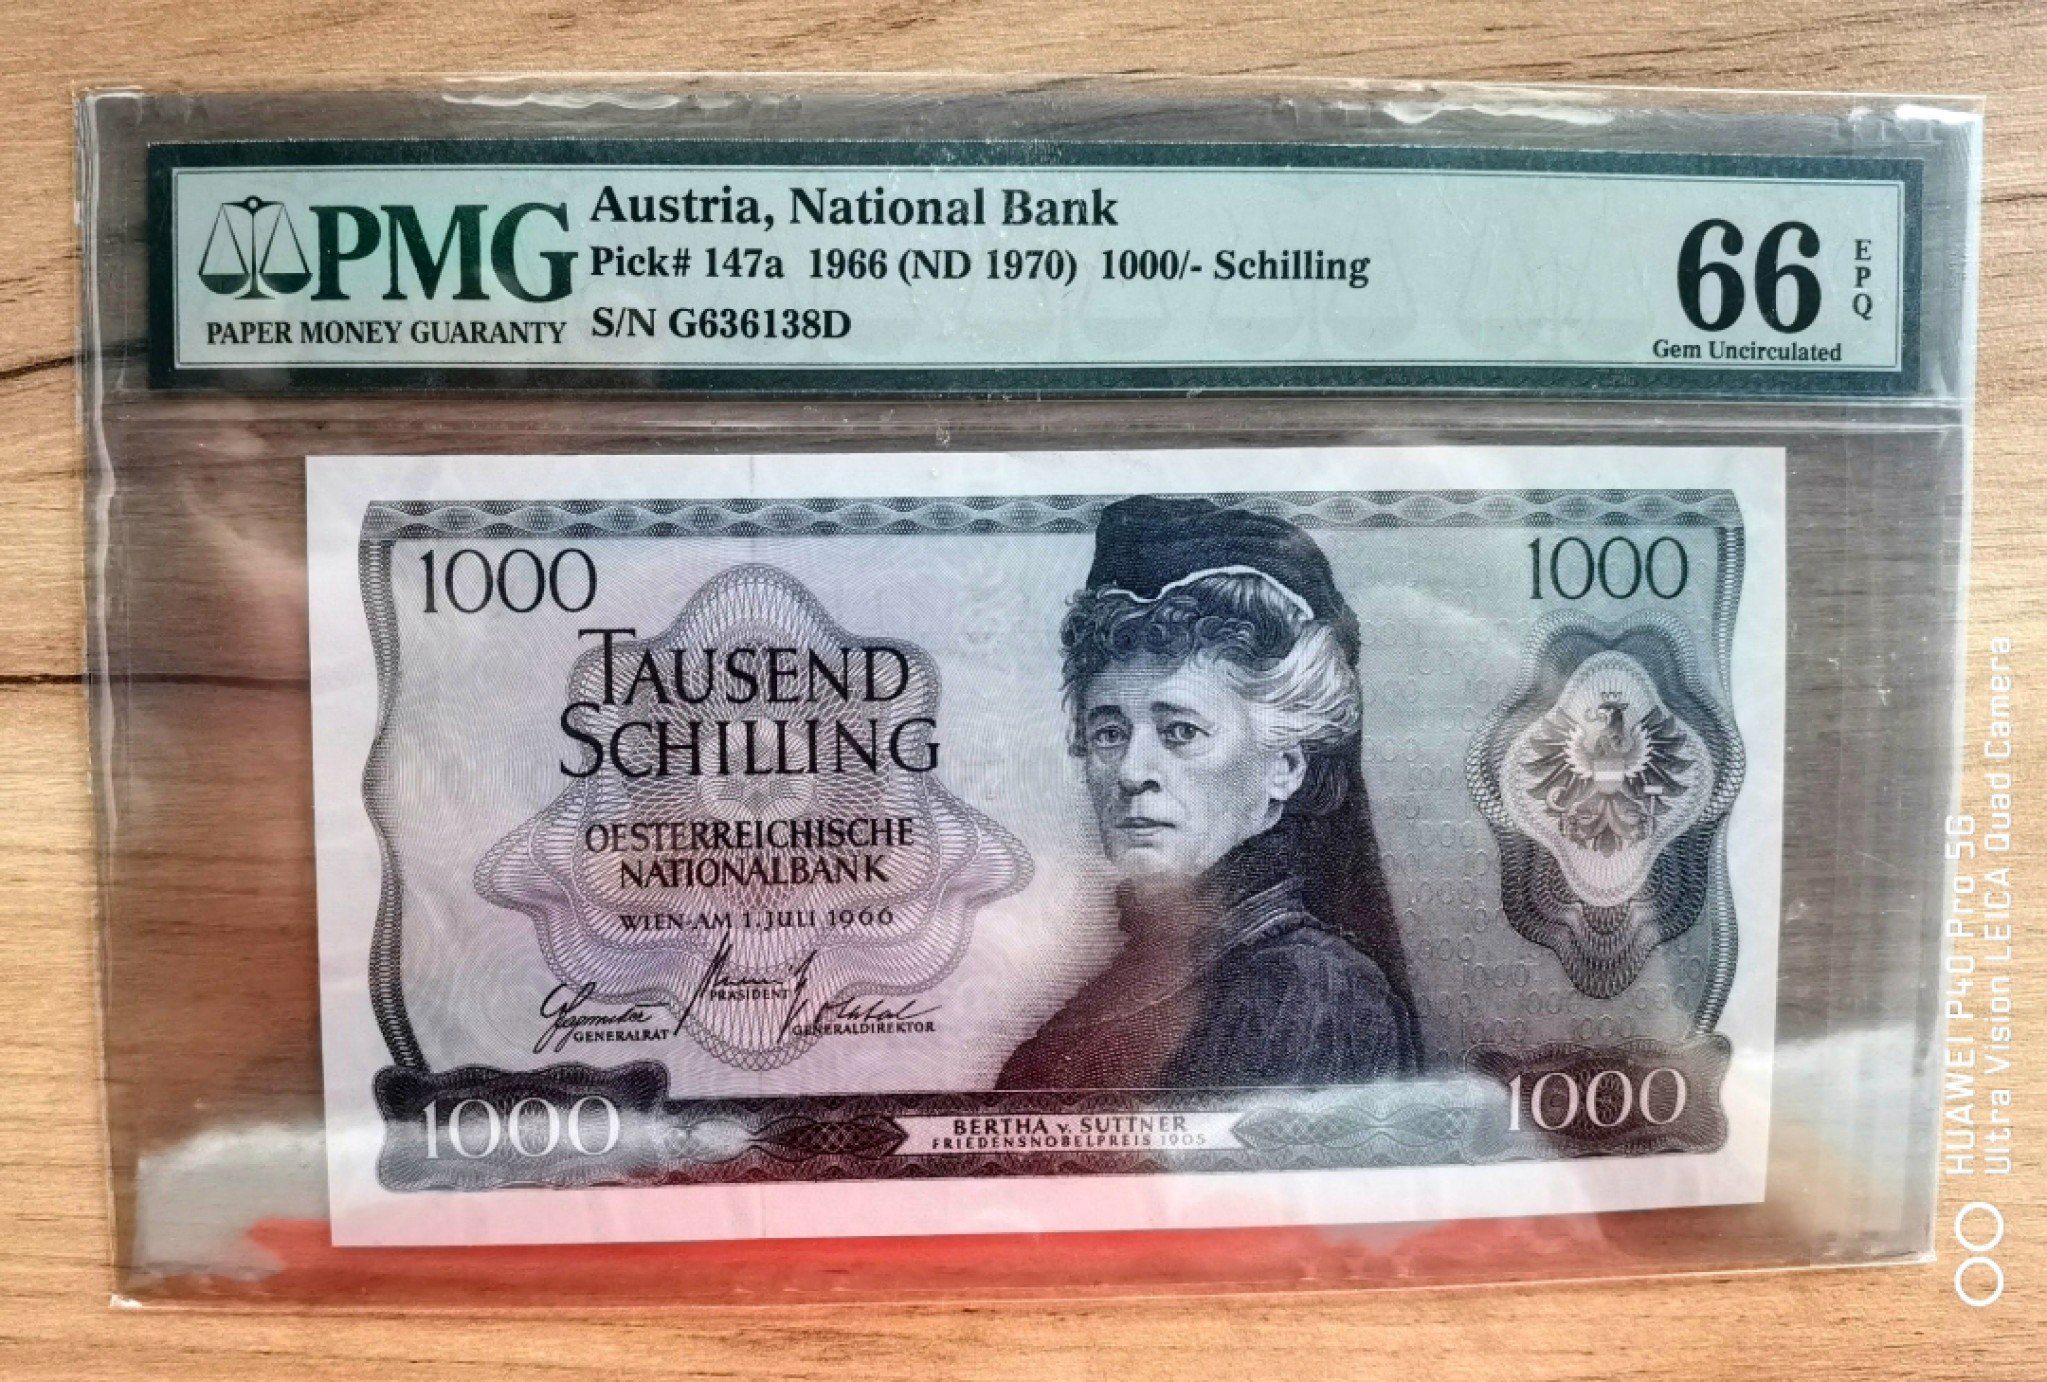 PMG
PAPER MONEY GUARANTY
Austria, National Bank
Pick# 147a 1966 (ND 1970) 1000/- Schilling
S/N G636138D
66
EPQ
Gem Uncirculated
1000
1000
TAUSEND
SCHILLING
OESTERREICHISCHE
NATIONALBANK
WIEN·AM 1. JULI 1966
PRÄSIDENT
GENERALRAT
GENERALDIREKTOR
1000
BERTHA v. SUTTNER
FRIEDENSNOBELPREIS 1905
1000
HUAWEI P40 Pro 5G
Ultra Vision LEICA Quad Camera